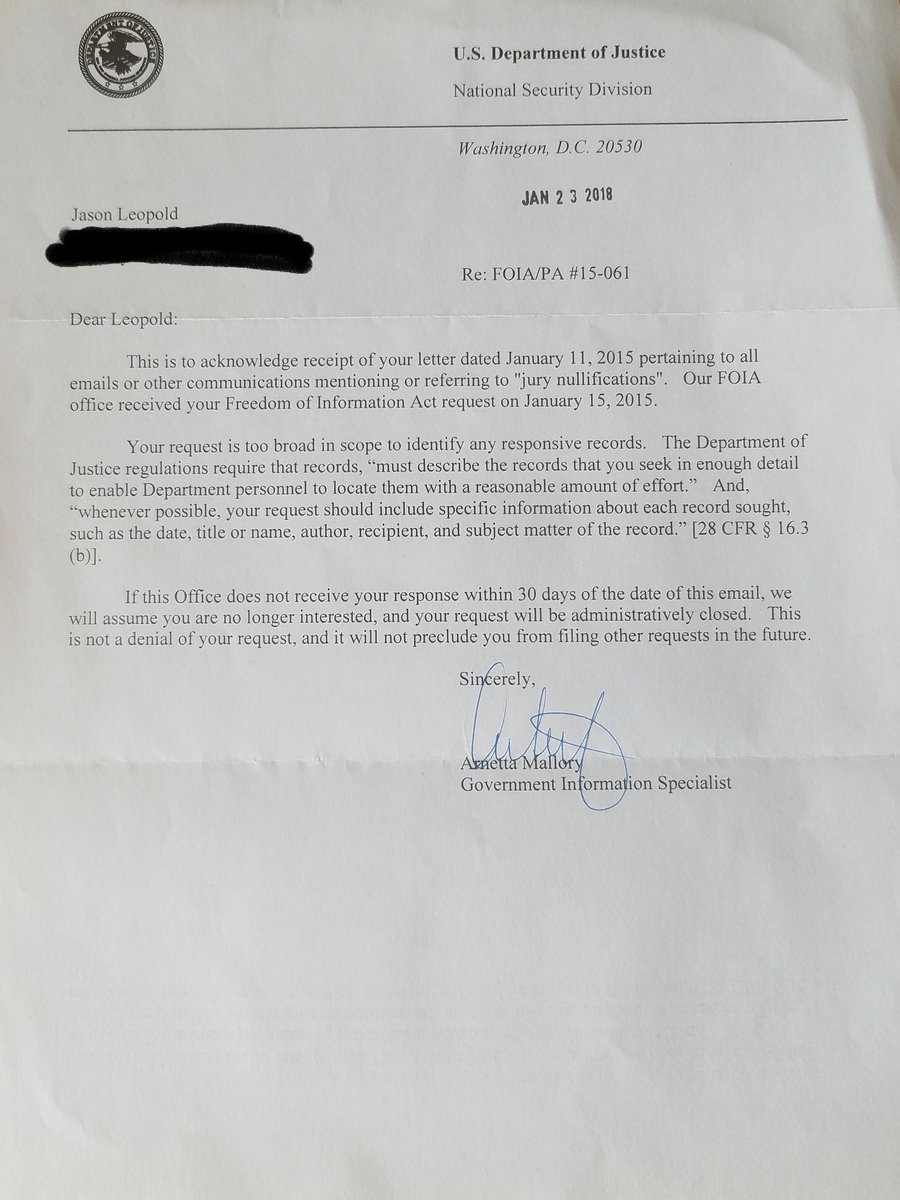 DEPARTMENT OF JUSTICE
U.S. Department of Justice
National Security Division
Washington, D.C. 20530
JAN 23 2018
Jason Leopold
Re: FOIA/PA #15-061
Dear Leopold:
This is to acknowledge receipt of your letter dated January 11, 2015 pertaining to all
emails or other communications mentioning or referring to "jury nullifications".   Our FOIA
office received your Freedom of Information Act request on January 15, 2015.
Your request is too broad in scope to identify any responsive records.   The Department of
Justice regulations require that records, “must describe the records that you seek in enough detail
to enable Department personnel to locate them with a reasonable amount of effort.”   And,
“whenever possible, your request should include specific information about each record sought,
such as the date, title or name, author, recipient, and subject matter of the record.” [28 CFR § 16.3
(b)].
If this Office does not receive your response within 30 days of the date of this email, we
will assume you are no longer interested, and your request will be administratively closed.   This
is not a denial of your request, and it will not preclude you from filing other requests in the future.
Sincerely,
Arnetta Mallory
Government Information Specialist